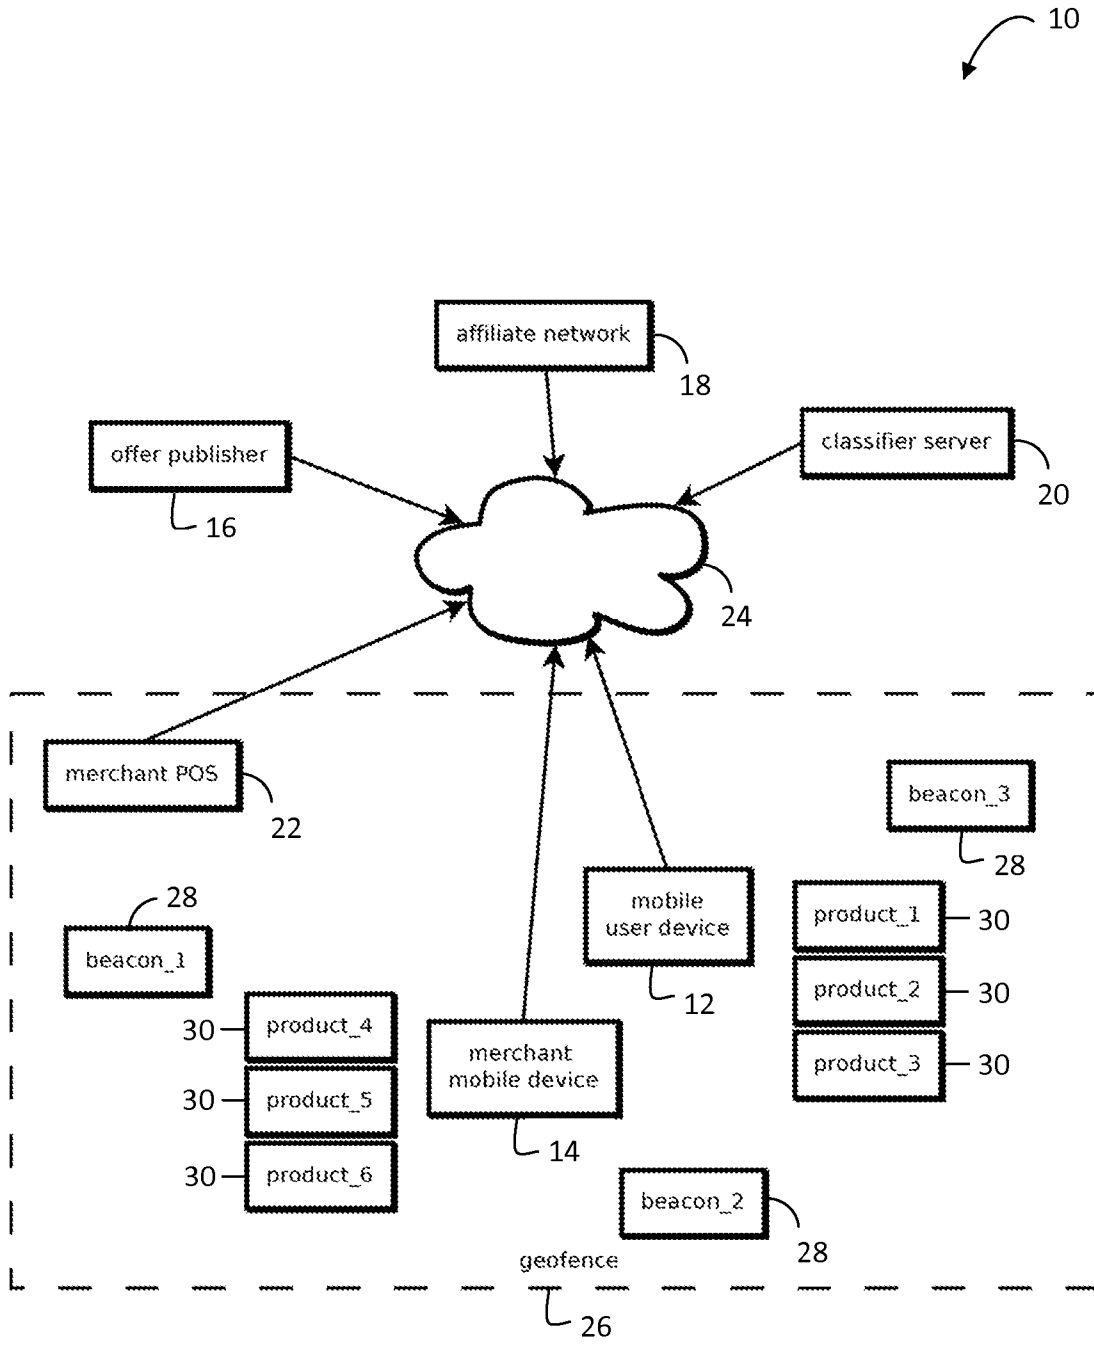 10
affiliate network
18
offer publisher
16
classifier server
20
24
merchant POS
22
beacon_3
28
28
beacon_1
mobile
user device
12
product_1
30
product_2
30
product_3
30
30
product_4
30
product_5
30
product_6
merchant
mobile device
14
beacon_2
28
geofence
26